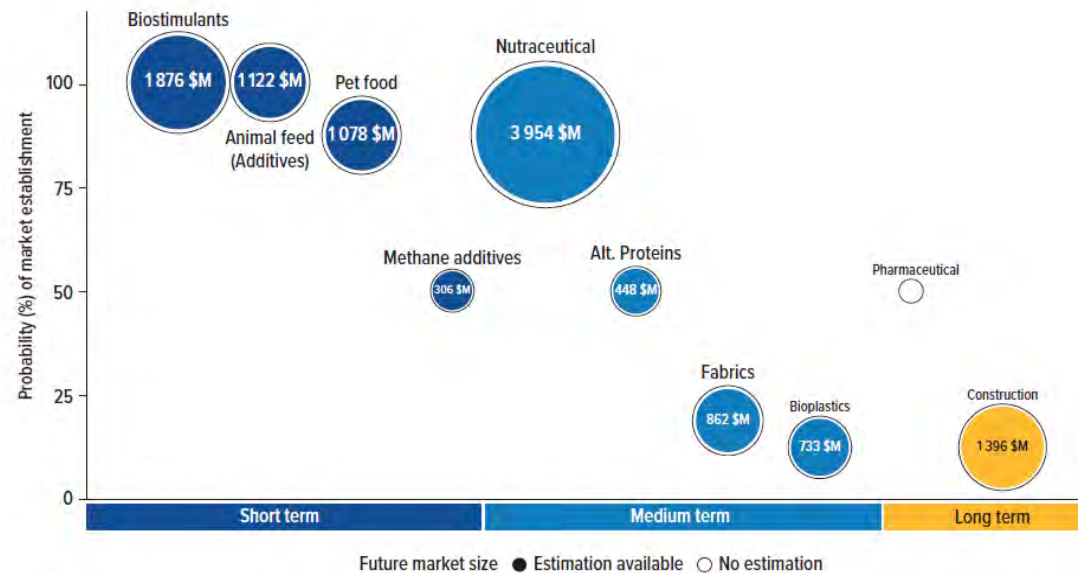 Biostimulants
1 876 $M
1 122 $M
Animal feed
(Additives)
Pet food
1 078 $M
Nutraceutical
3 954 $M
Methane additives
306 $M
Alt. Proteins
448 $M
Pharmaceutical
Fabrics
862 $M
Bioplastics
733 $M
Construction
1 396 $M
Probability (%) of market establishment
100
75
50
25
0
Short term
Medium term
Long term
Future market size ● Estimation available ○ No estimation